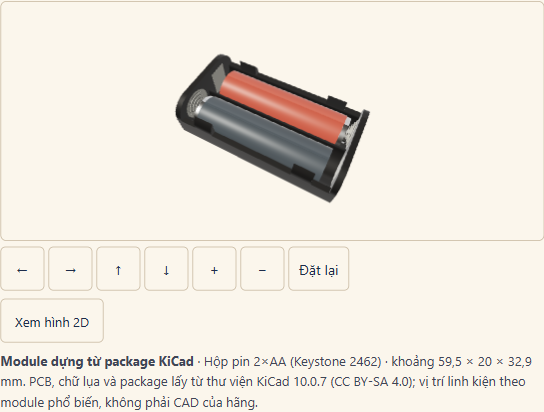 ← → ↑ ↓ + − Đặt lại
Xem hình 2D
Module dựng từ package KiCad · Hộp pin 2×AA (Keystone 2462) · khoảng 59,5 × 20 × 32,9
mm. PCB, chữ lụa và package lấy từ thư viện KiCad 10.0.7 (CC BY-SA 4.0); vị trí linh kiện theo
module phổ biến, không phải CAD của hãng.